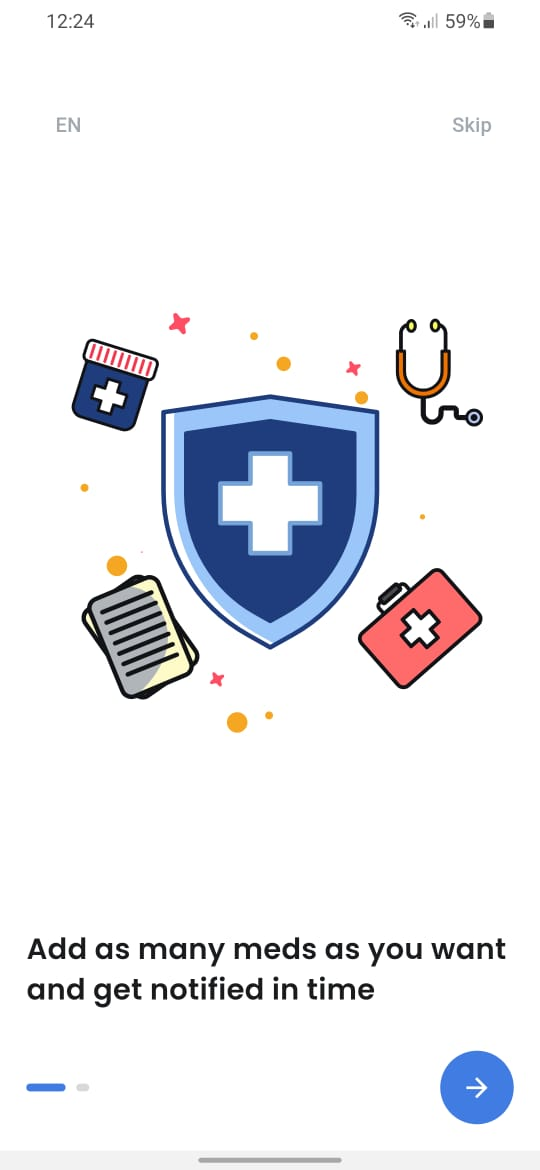 12:24
59%
EN
Skip
Add as many meds as you want
and get notified in time